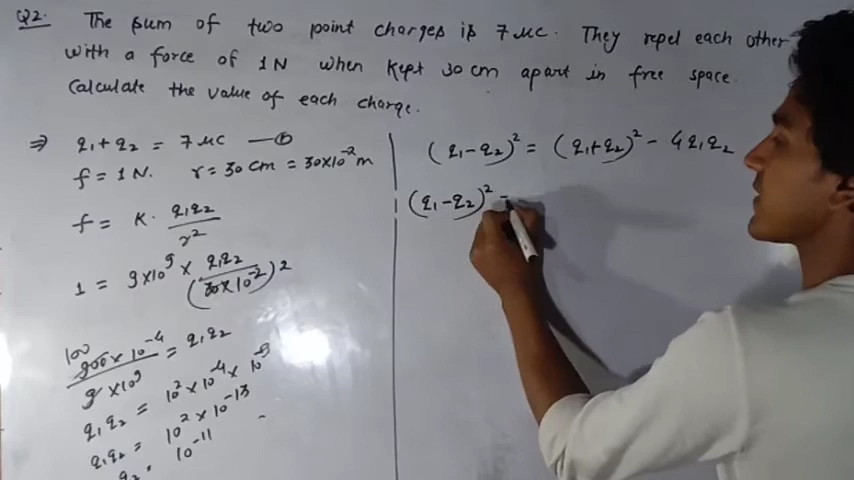 Q2. The sum of two point charges is 7 μC. They repel each other
with a force of 1N when kept 30 cm apart in free space.
Calculate the value of each charge.
⇒ q₁+q₂ = 7 μC —①
f = 1N. r = 30 cm = 30×10⁻² m
f = K. q₁q₂ / r²
1 = 9×10⁹ × q₁q₂ / (30×10⁻²)²
100
900×10⁻⁴ / 9×10⁹ = q₁q₂
q₁q₂ = 10² × 10⁻⁴ × 10⁻⁹
q₁q₂ = 10² × 10⁻¹³
q₂ = 10⁻¹¹
(q₁-q₂)² = (q₁+q₂)² - 4q₁q₂
(q₁-q₂)² =